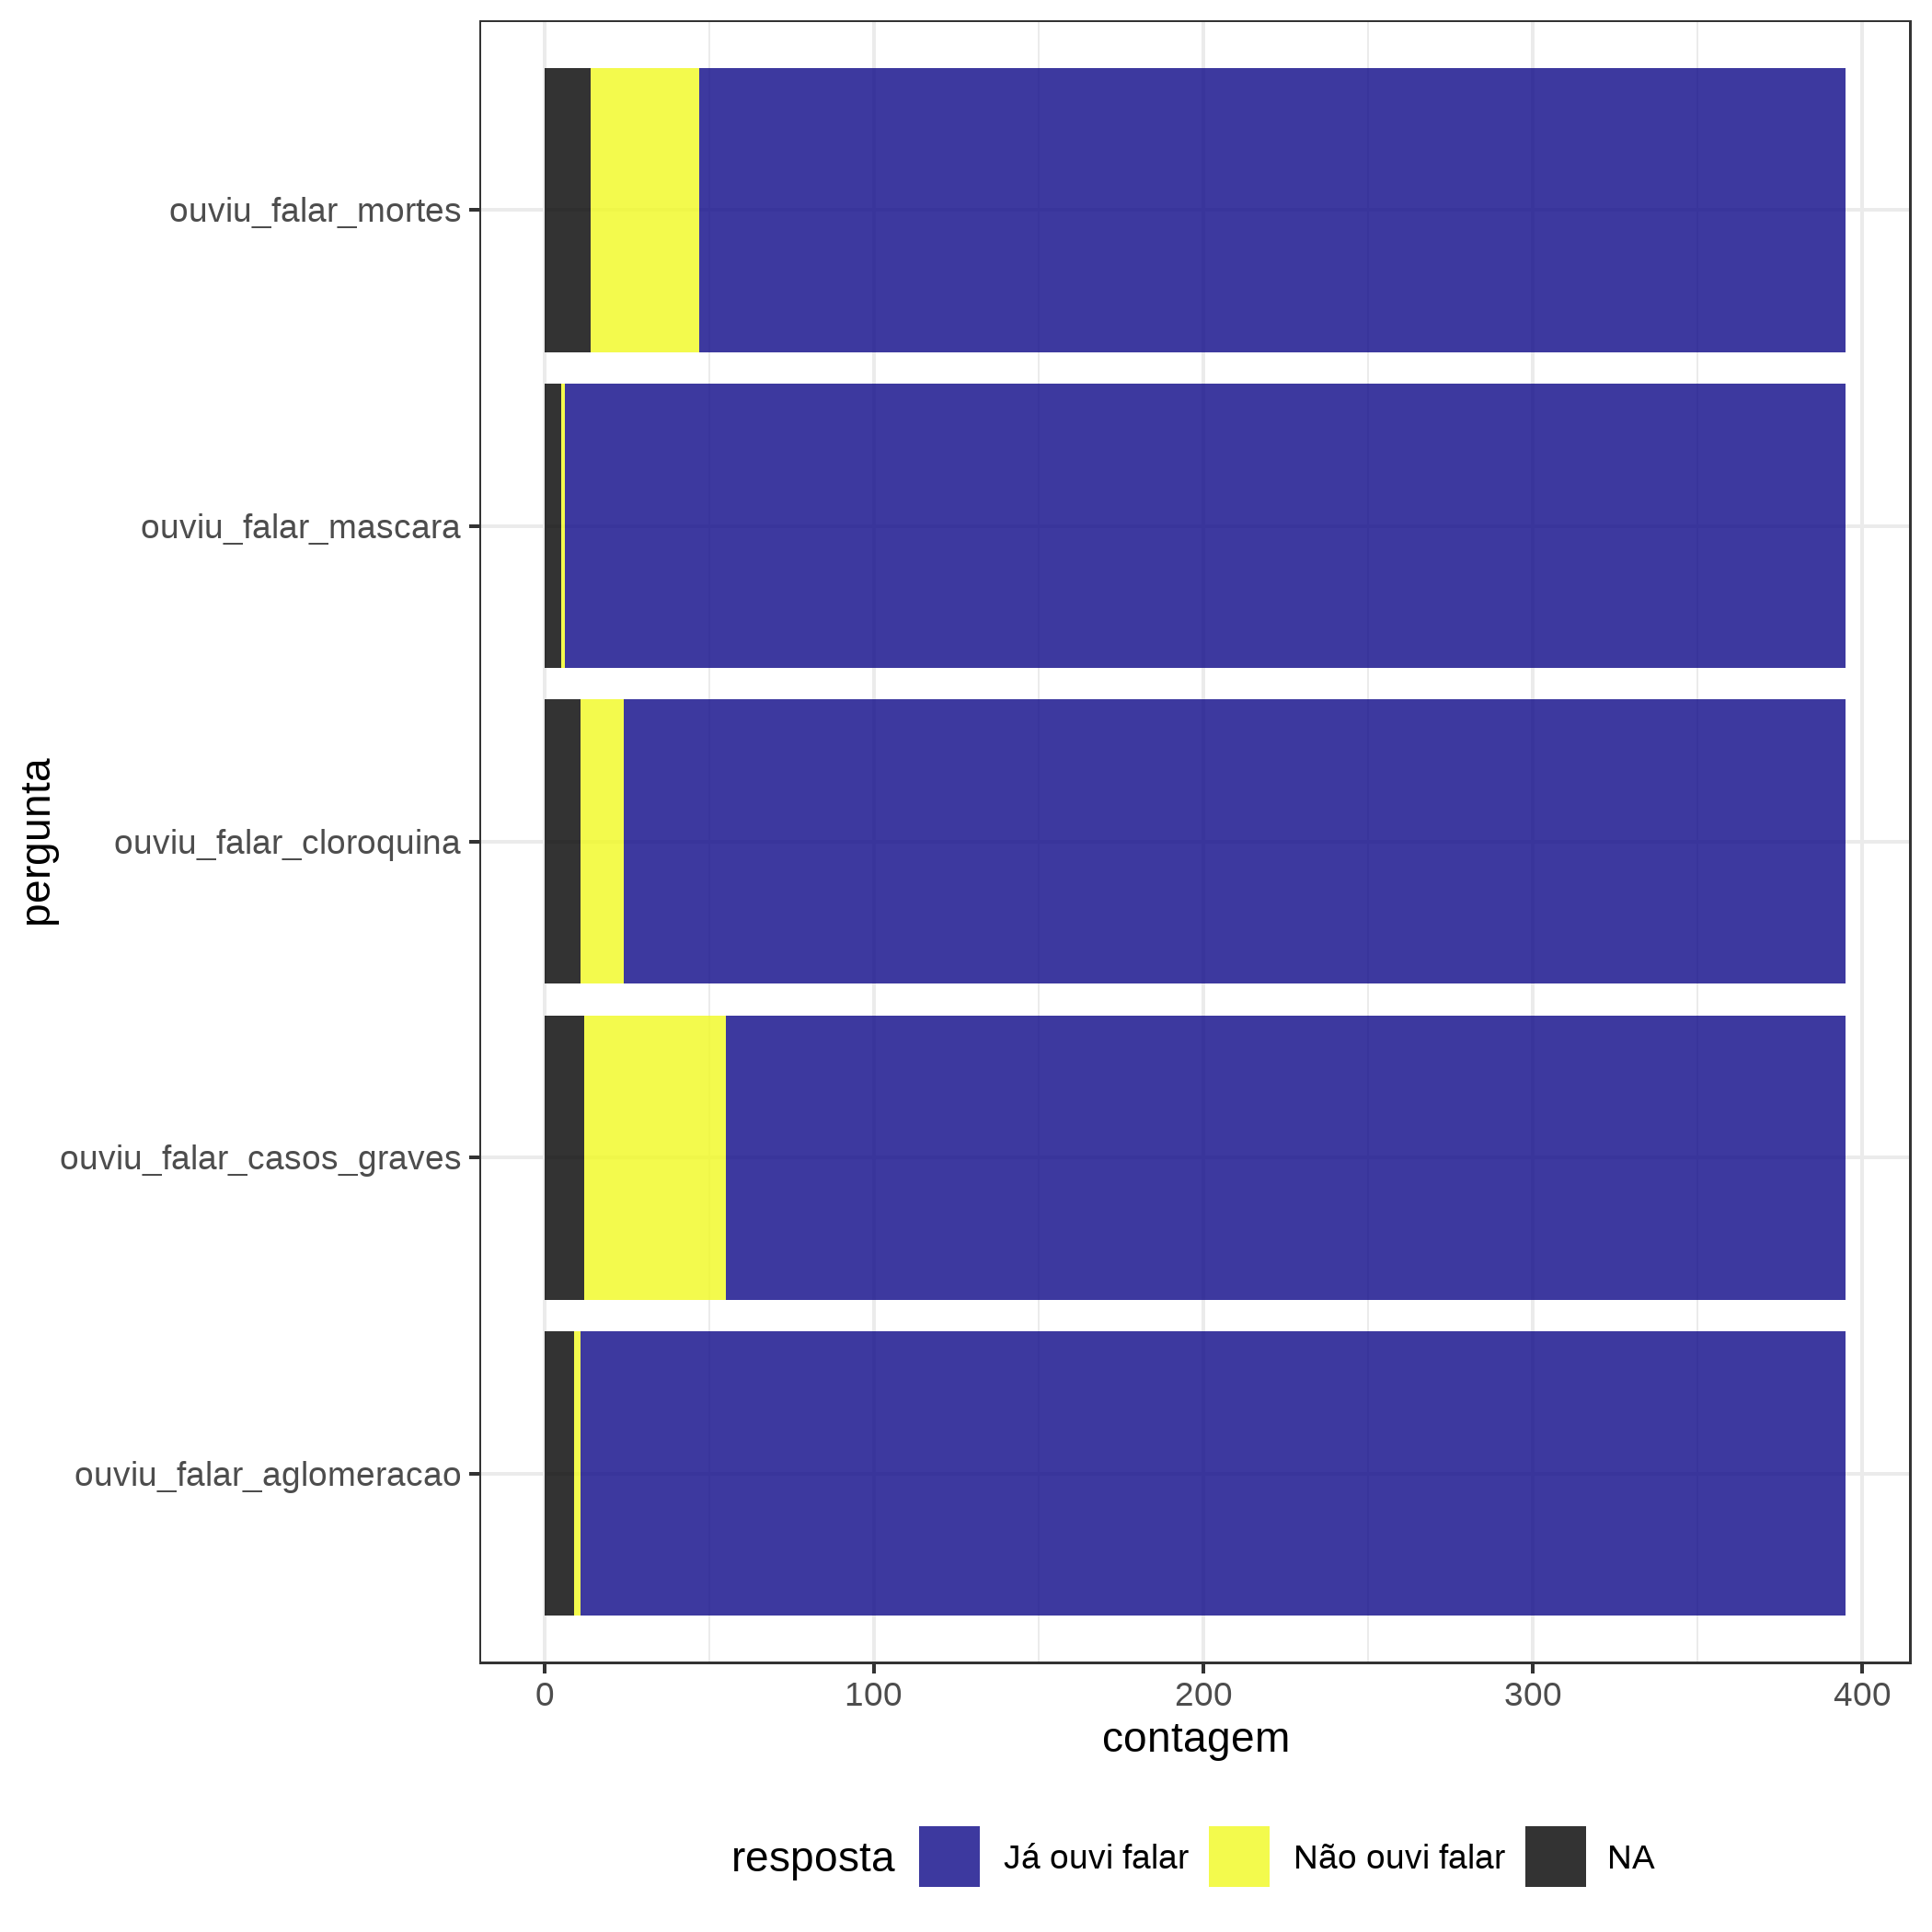 pergunta
ouviu_falar_mortes
ouviu_falar_mascara
ouviu_falar_cloroquina
ouviu_falar_casos_graves
ouviu_falar_aglomeracao
0 100 200 300 400
contagem
resposta Já ouvi falar Não ouvi falar NA